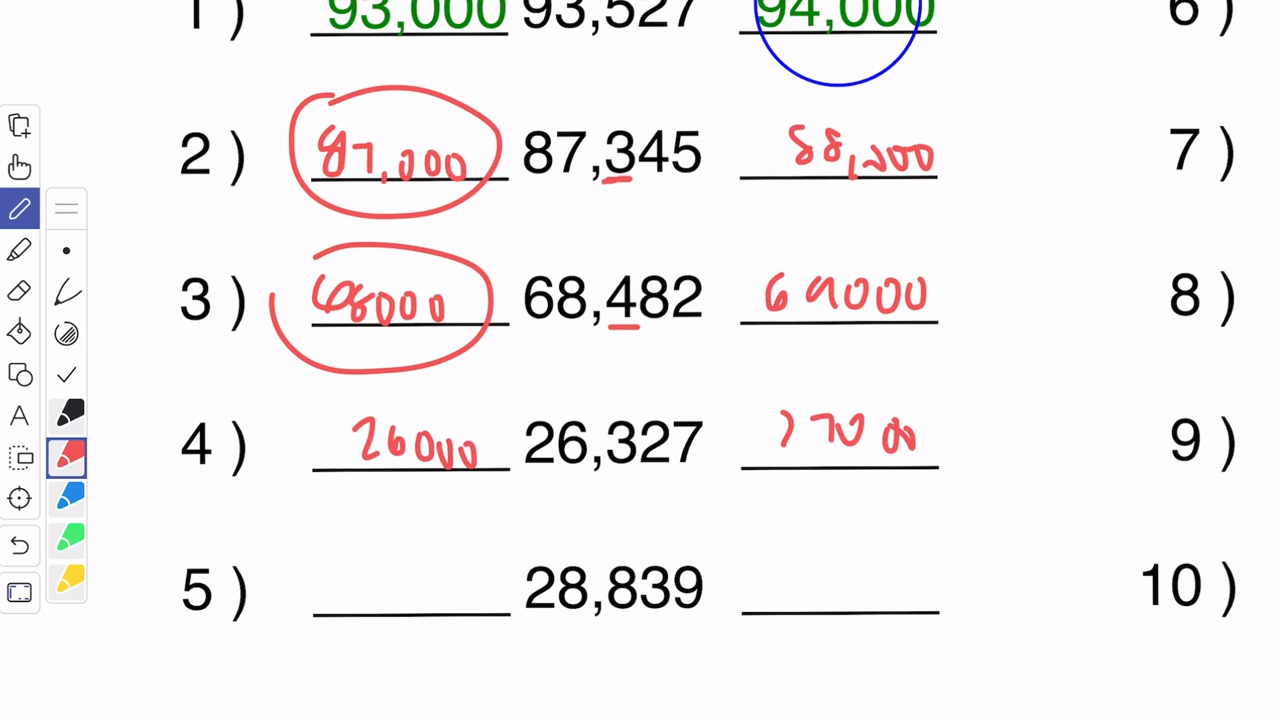 1 ) 93,000 93,527 94,000 6 )
2 ) 87,000 87,345 88,000 7 )
3 ) 68000 68,482 69000 8 )
4 ) 26000 26,327 27000 9 )
5 ) 28,839 10 )
A